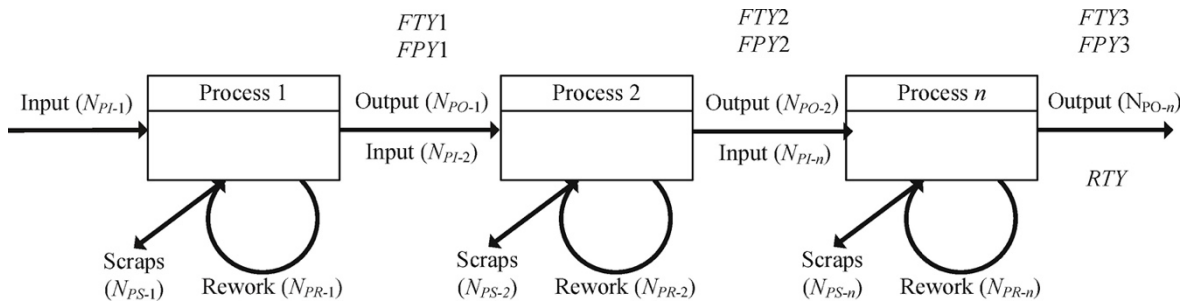 FTY1
FPY1
FTY2
FPY2
FTY3
FPY3
Input (N_PI-1)
Process 1
Output (N_PO-1)
Input (N_PI-2)
Process 2
Output (N_PO-2)
Input (N_PI-n)
Process n
Output (N_PO-n)
RTY
Scraps
(N_PS-1)
Rework (N_PR-1)
Scraps
(N_PS-2)
Rework (N_PR-2)
Scraps
(N_PS-n)
Rework (N_PR-n)